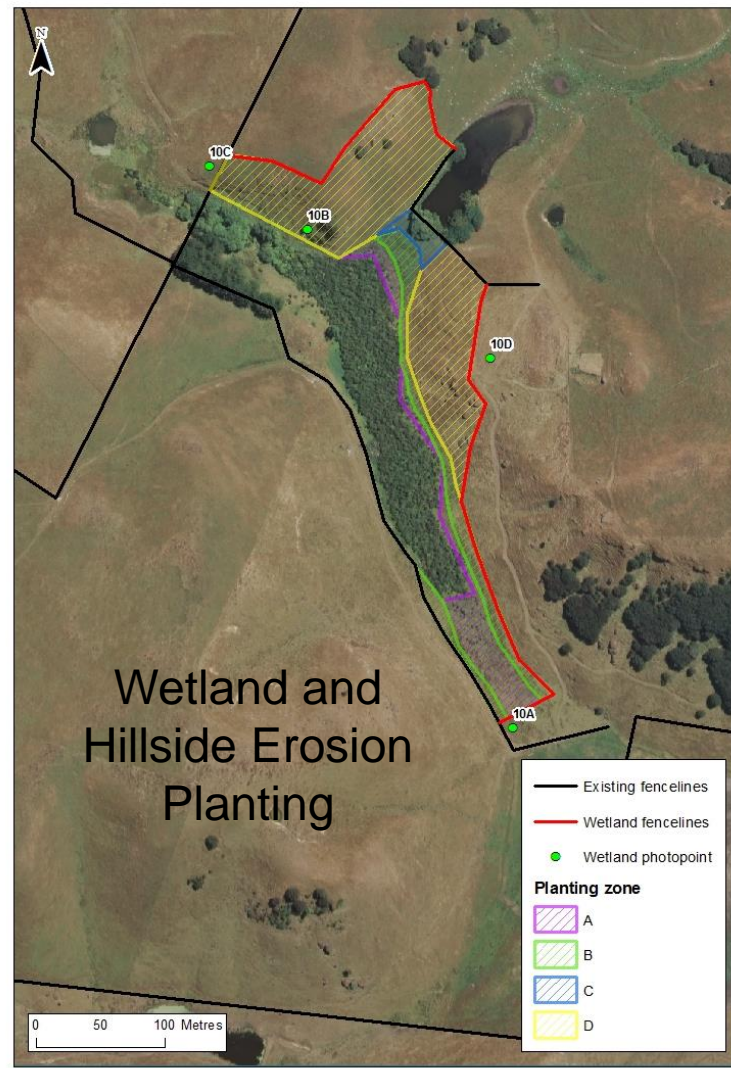 N
10C
10B
10D
10A
Wetland and
Hillside Erosion
Planting
Existing fencelines
Wetland fencelines
Wetland photopoint
Planting zone
A
B
C
D
0 50 100 Metres